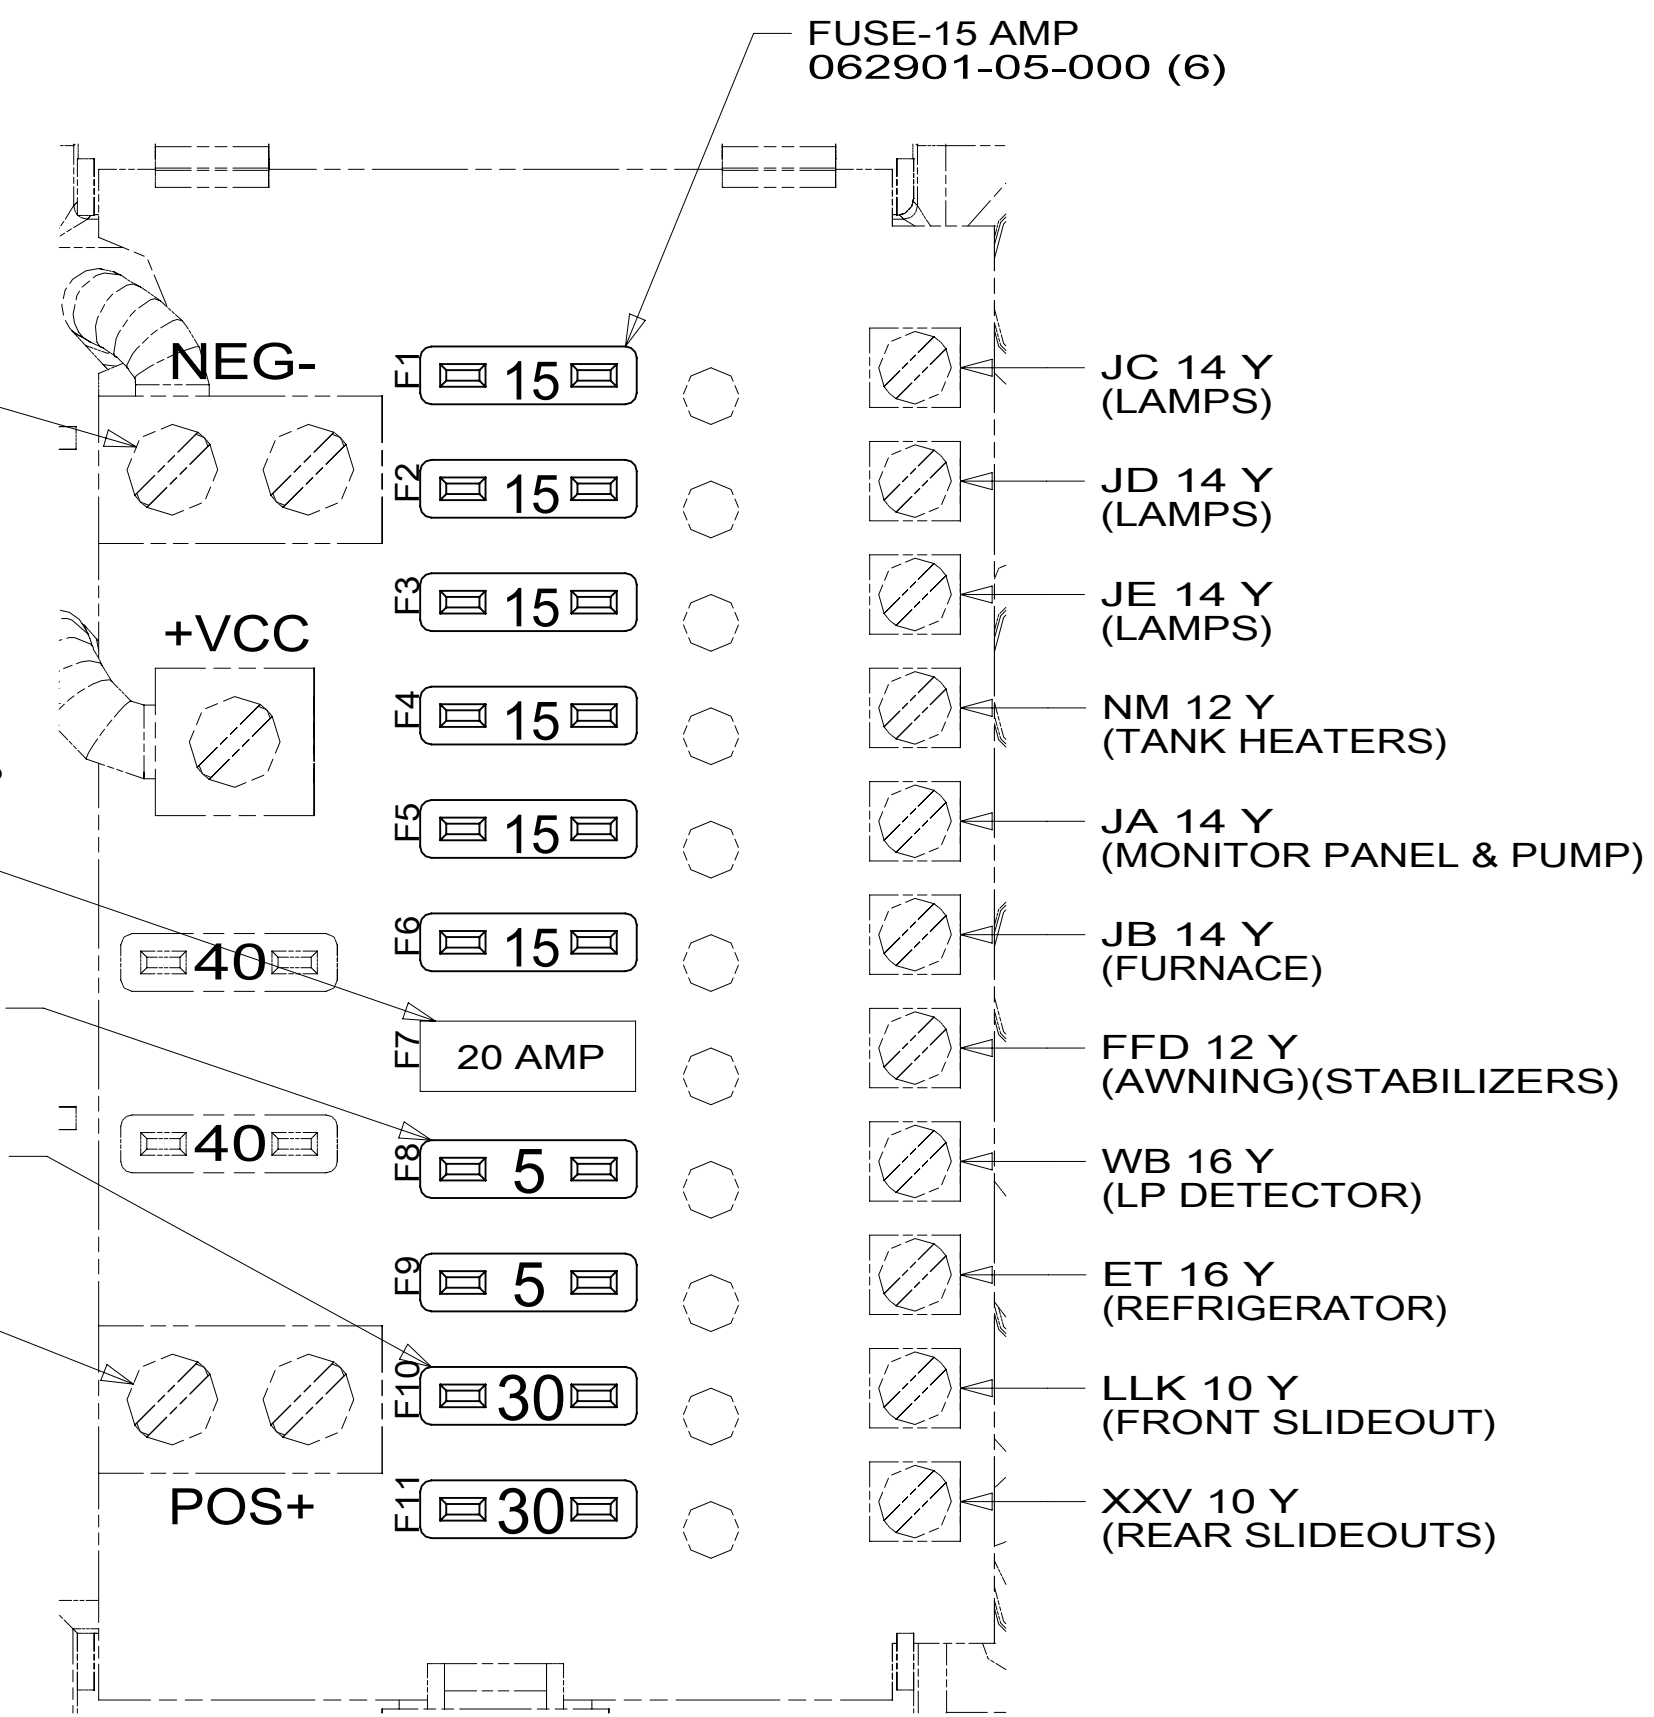 FUSE-15 AMP
062901-05-000 (6)
NEG-
F1 15
JC 14 Y
(LAMPS)
F2 15
JD 14 Y
(LAMPS)
+VCC
F3 15
JE 14 Y
(LAMPS)
F4 15
NM 12 Y
(TANK HEATERS)
F5 15
JA 14 Y
(MONITOR PANEL & PUMP)
40
F6 15
JB 14 Y
(FURNACE)
F7 20 AMP
FFD 12 Y
(AWNING)(STABILIZERS)
40
F8 5
WB 16 Y
(LP DETECTOR)
F9 5
ET 16 Y
(REFRIGERATOR)
F10 30
LLK 10 Y
(FRONT SLIDEOUT)
POS+
F11 30
XXV 10 Y
(REAR SLIDEOUTS)